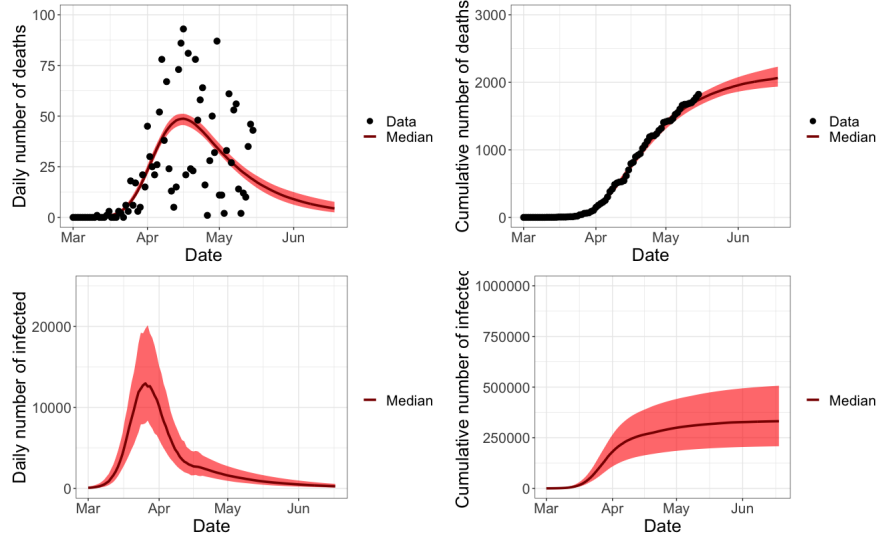 Daily number of deaths
100
75
50
25
0
Mar
Apr
May
Jun
Date
Data
Median
Cumulative number of deaths
3000
2000
1000
0
Mar
Apr
May
Jun
Date
Data
Median
Daily number of infected
20000
10000
0
Mar
Apr
May
Jun
Date
Median
Cumulative number of infected
1000000
750000
500000
250000
0
Mar
Apr
May
Jun
Date
Median